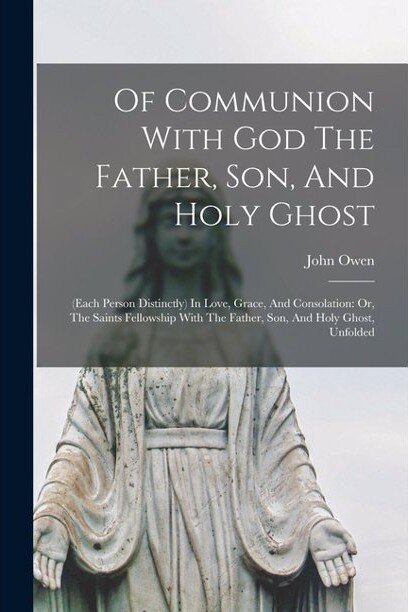 Of Communion
With God The
Father, Son, And
Holy Ghost
John Owen
(Each Person Distinctly) In Love, Grace, And Consolation: Or,
The Saints Fellowship With The Father, Son, And Holy Ghost,
Unfolded